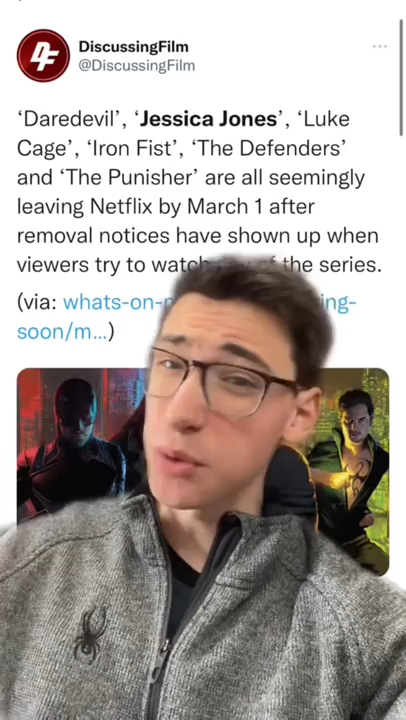 DiscussingFilm
@DiscussingFilm
‘Daredevil’, ‘Jessica Jones’, ‘Luke
Cage’, ‘Iron Fist’, ‘The Defenders’
and ‘The Punisher’ are all seemingly
leaving Netflix by March 1 after
removal notices have shown up when
viewers try to watch of the series.
(via: whats-on- ing-
soon/m...)